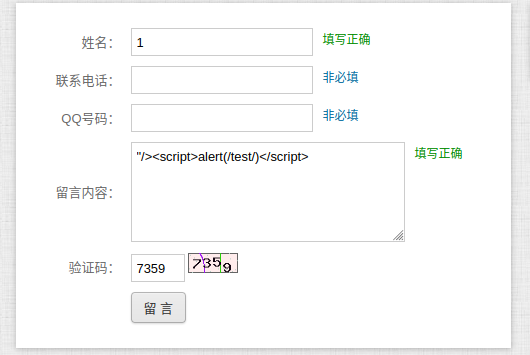 姓名： 1 填写正确
联系电话： 非必填
QQ号码： 非必填
留言内容： "/><script>alert(/test/)</script> 填写正确
验证码： 7359 7359
留 言